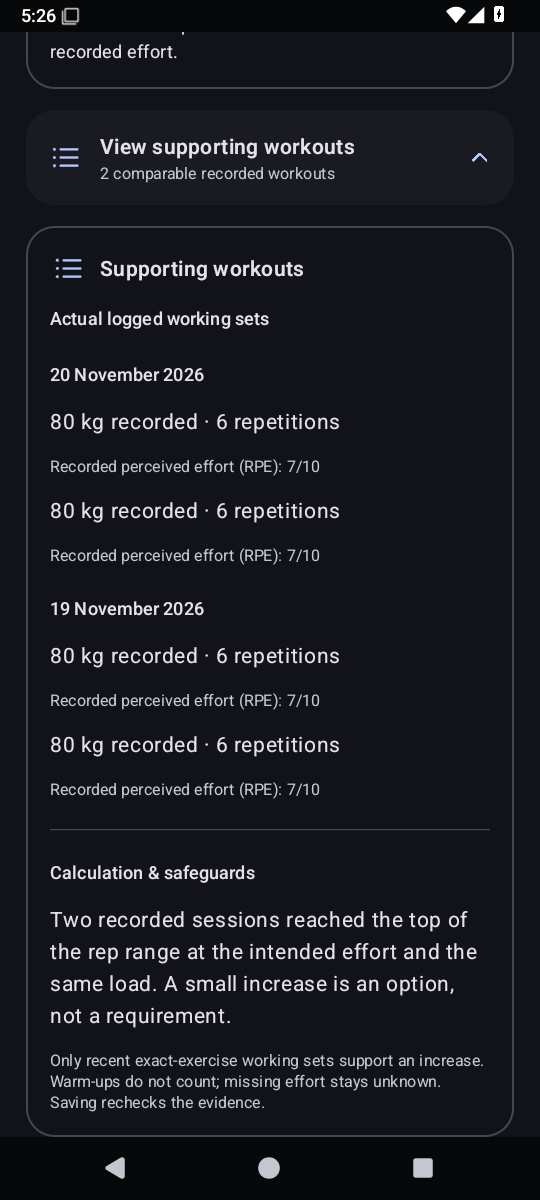 5:26
recorded effort.
View supporting workouts
2 comparable recorded workouts
Supporting workouts
Actual logged working sets
20 November 2026
80 kg recorded · 6 repetitions
Recorded perceived effort (RPE): 7/10
80 kg recorded · 6 repetitions
Recorded perceived effort (RPE): 7/10
19 November 2026
80 kg recorded · 6 repetitions
Recorded perceived effort (RPE): 7/10
80 kg recorded · 6 repetitions
Recorded perceived effort (RPE): 7/10
Calculation & safeguards
Two recorded sessions reached the top of
the rep range at the intended effort and the
same load. A small increase is an option,
not a requirement.
Only recent exact-exercise working sets support an increase.
Warm-ups do not count; missing effort stays unknown.
Saving rechecks the evidence.